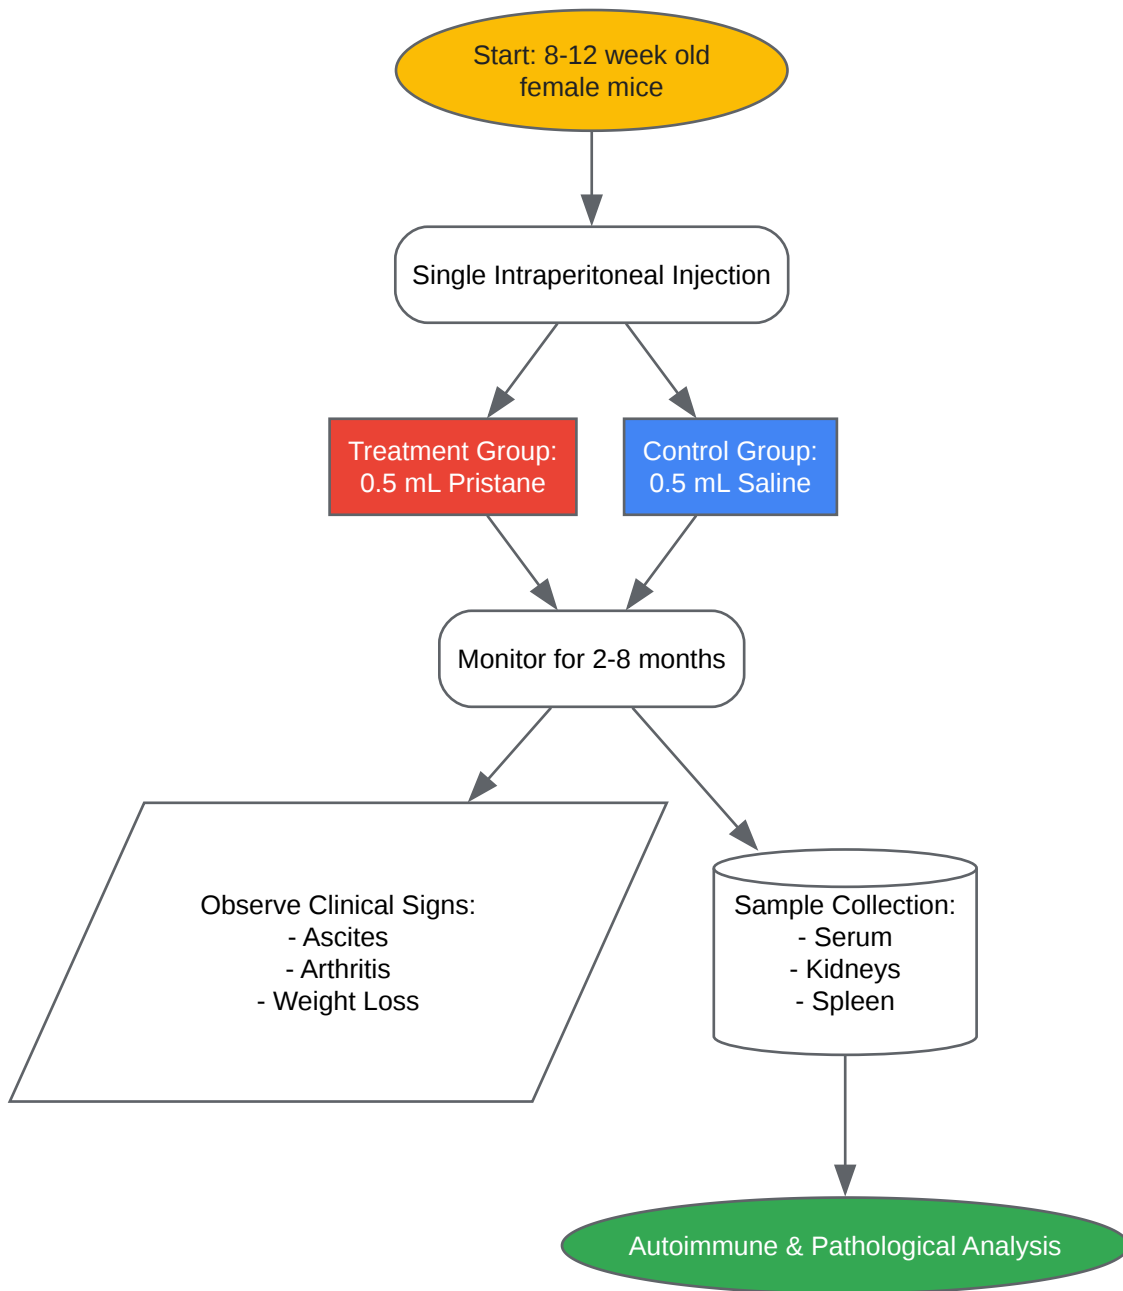 Start: 8-12 week old
female mice
Single Intraperitoneal Injection
Treatment Group:
0.5 mL Pristane
Control Group:
0.5 mL Saline
Monitor for 2-8 months
Observe Clinical Signs:
- Ascites
- Arthritis
- Weight Loss
Sample Collection:
- Serum
- Kidneys
- Spleen
Autoimmune & Pathological Analysis